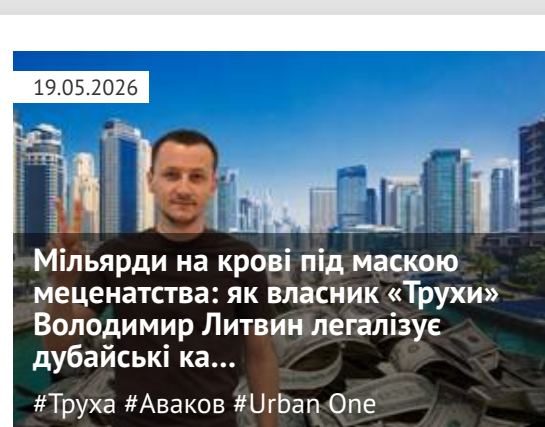 19.05.2026
Мільярди на крові під маскою
меценатства: як власник «Трухи»
Володимир Литвин легалізує
дубайські ка...
#Труха #Аваков #Urban One